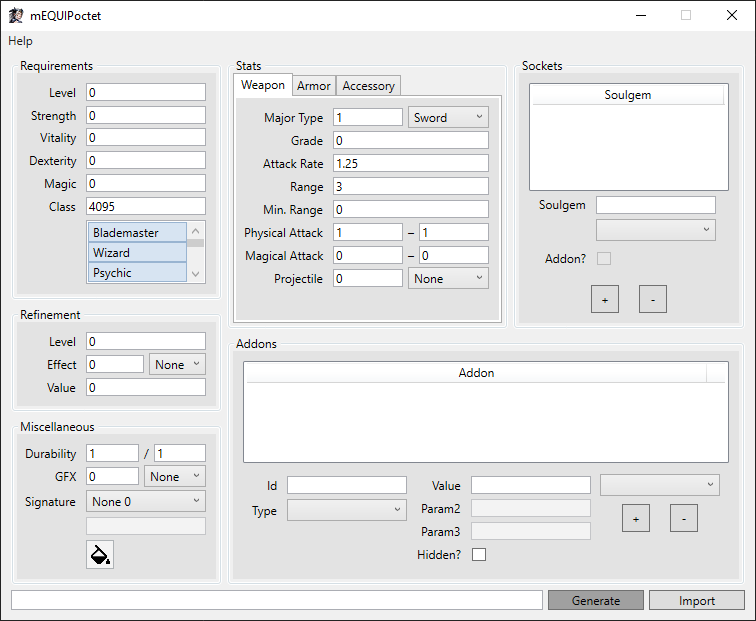 mEQUIPoctet
Help
Requirements
Level 0
Strength 0
Vitality 0
Dexterity 0
Magic 0
Class 4095
Blademaster
Wizard
Psychic
Refinement
Level 0
Effect 0 None
Value 0
Miscellaneous
Durability 1 / 1
GFX 0 None
Signature None 0
Stats
Weapon Armor Accessory
Major Type 1 Sword
Grade 0
Attack Rate 1.25
Range 3
Min. Range 0
Physical Attack 1 – 1
Magical Attack 0 – 0
Projectile 0 None
Sockets
Soulgem
Soulgem
Addon?
+ -
Addons
Addon
Id
Type
Value
Param2
Param3
Hidden?
+ -
Generate Import